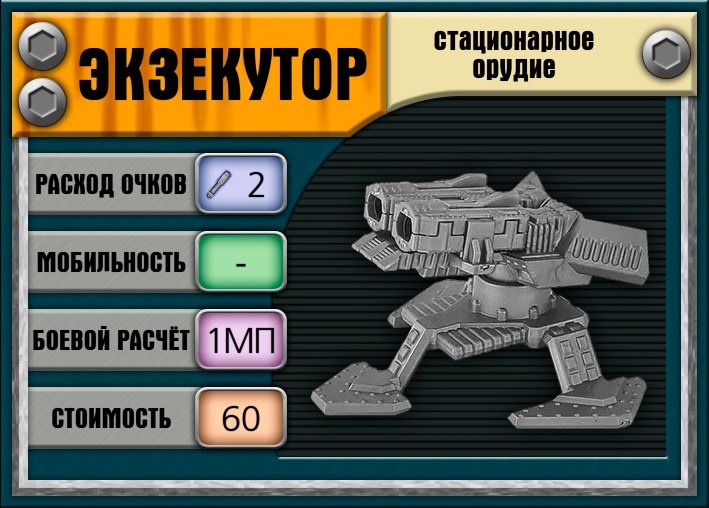 ЭКЗЕКУТОР
стационарное
орудие
РАСХОД ОЧКОВ 2
МОБИЛЬНОСТЬ -
БОЕВОЙ РАСЧЁТ 1МП
СТОИМОСТЬ 60